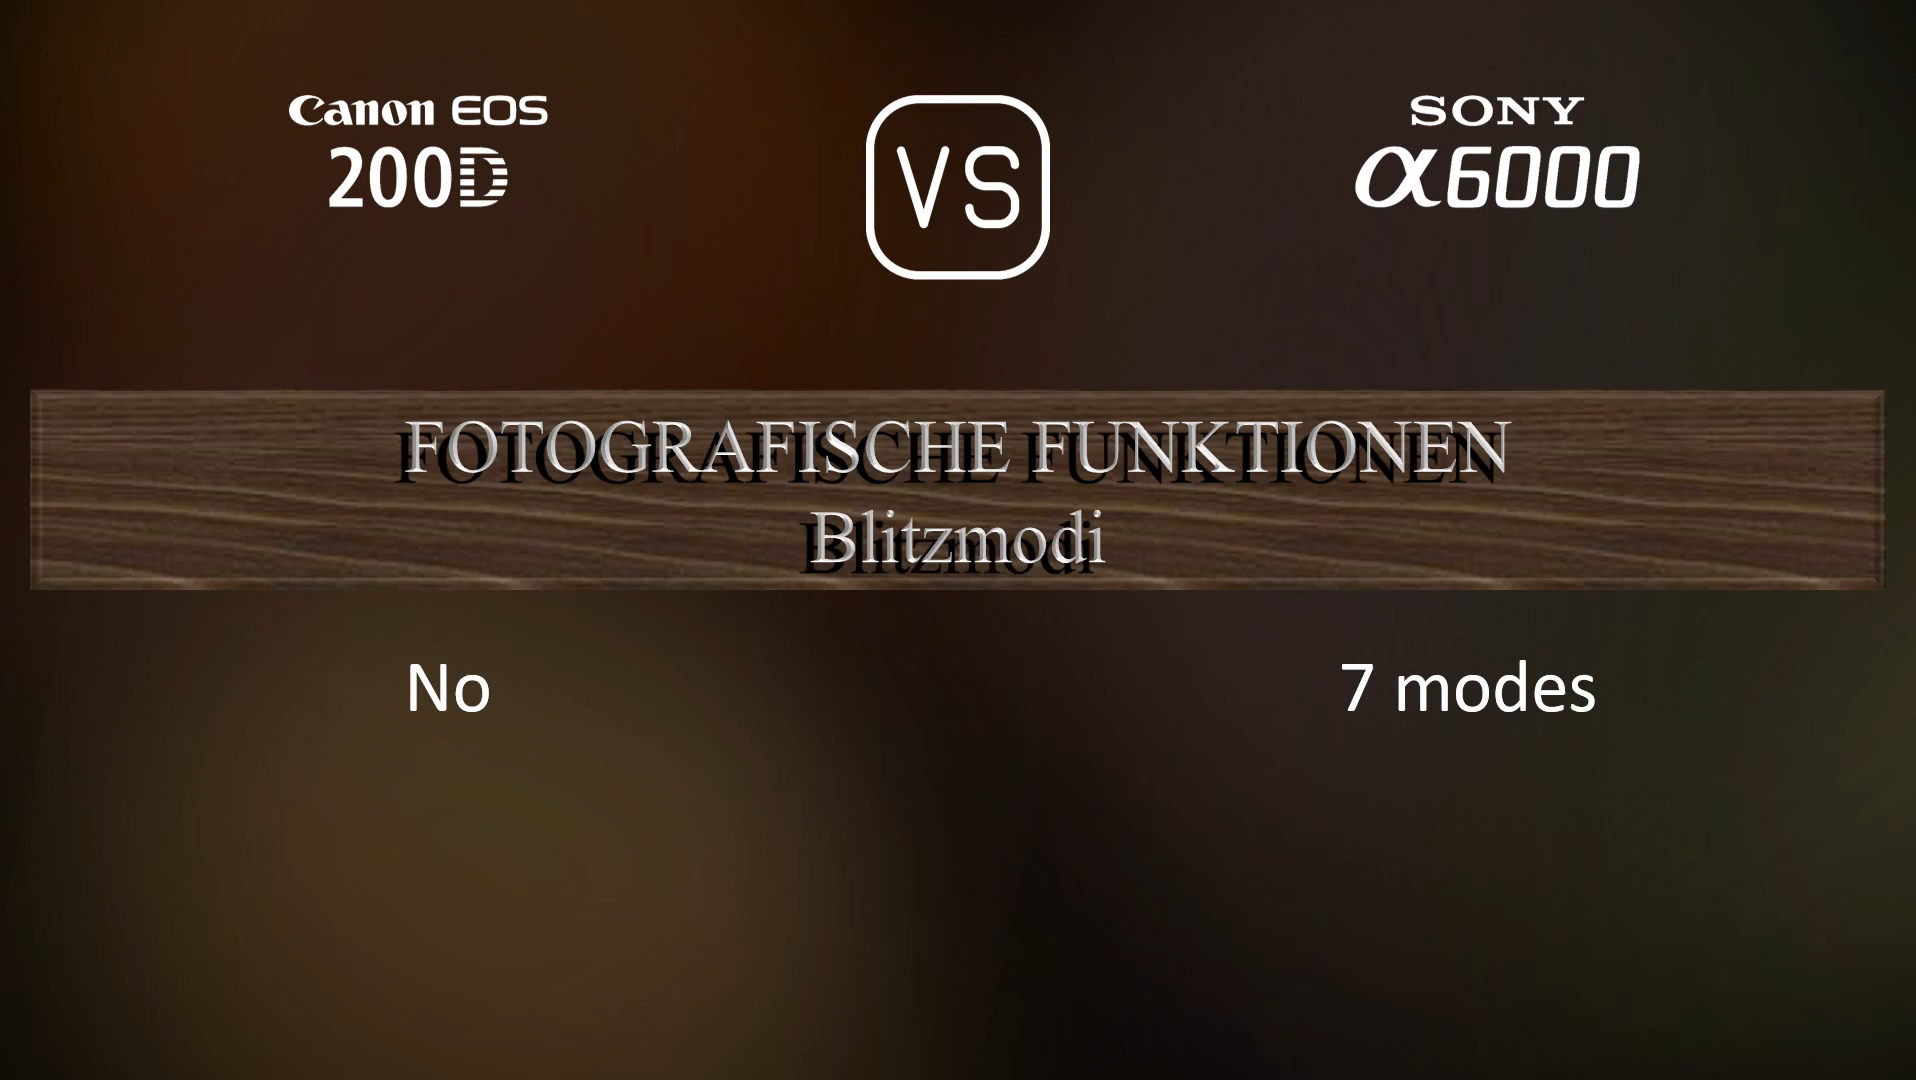 Canon EOS
200D
VS
SONY
α6000
FOTOGRAFISCHE FUNKTIONEN
Blitzmodi
No
7 modes